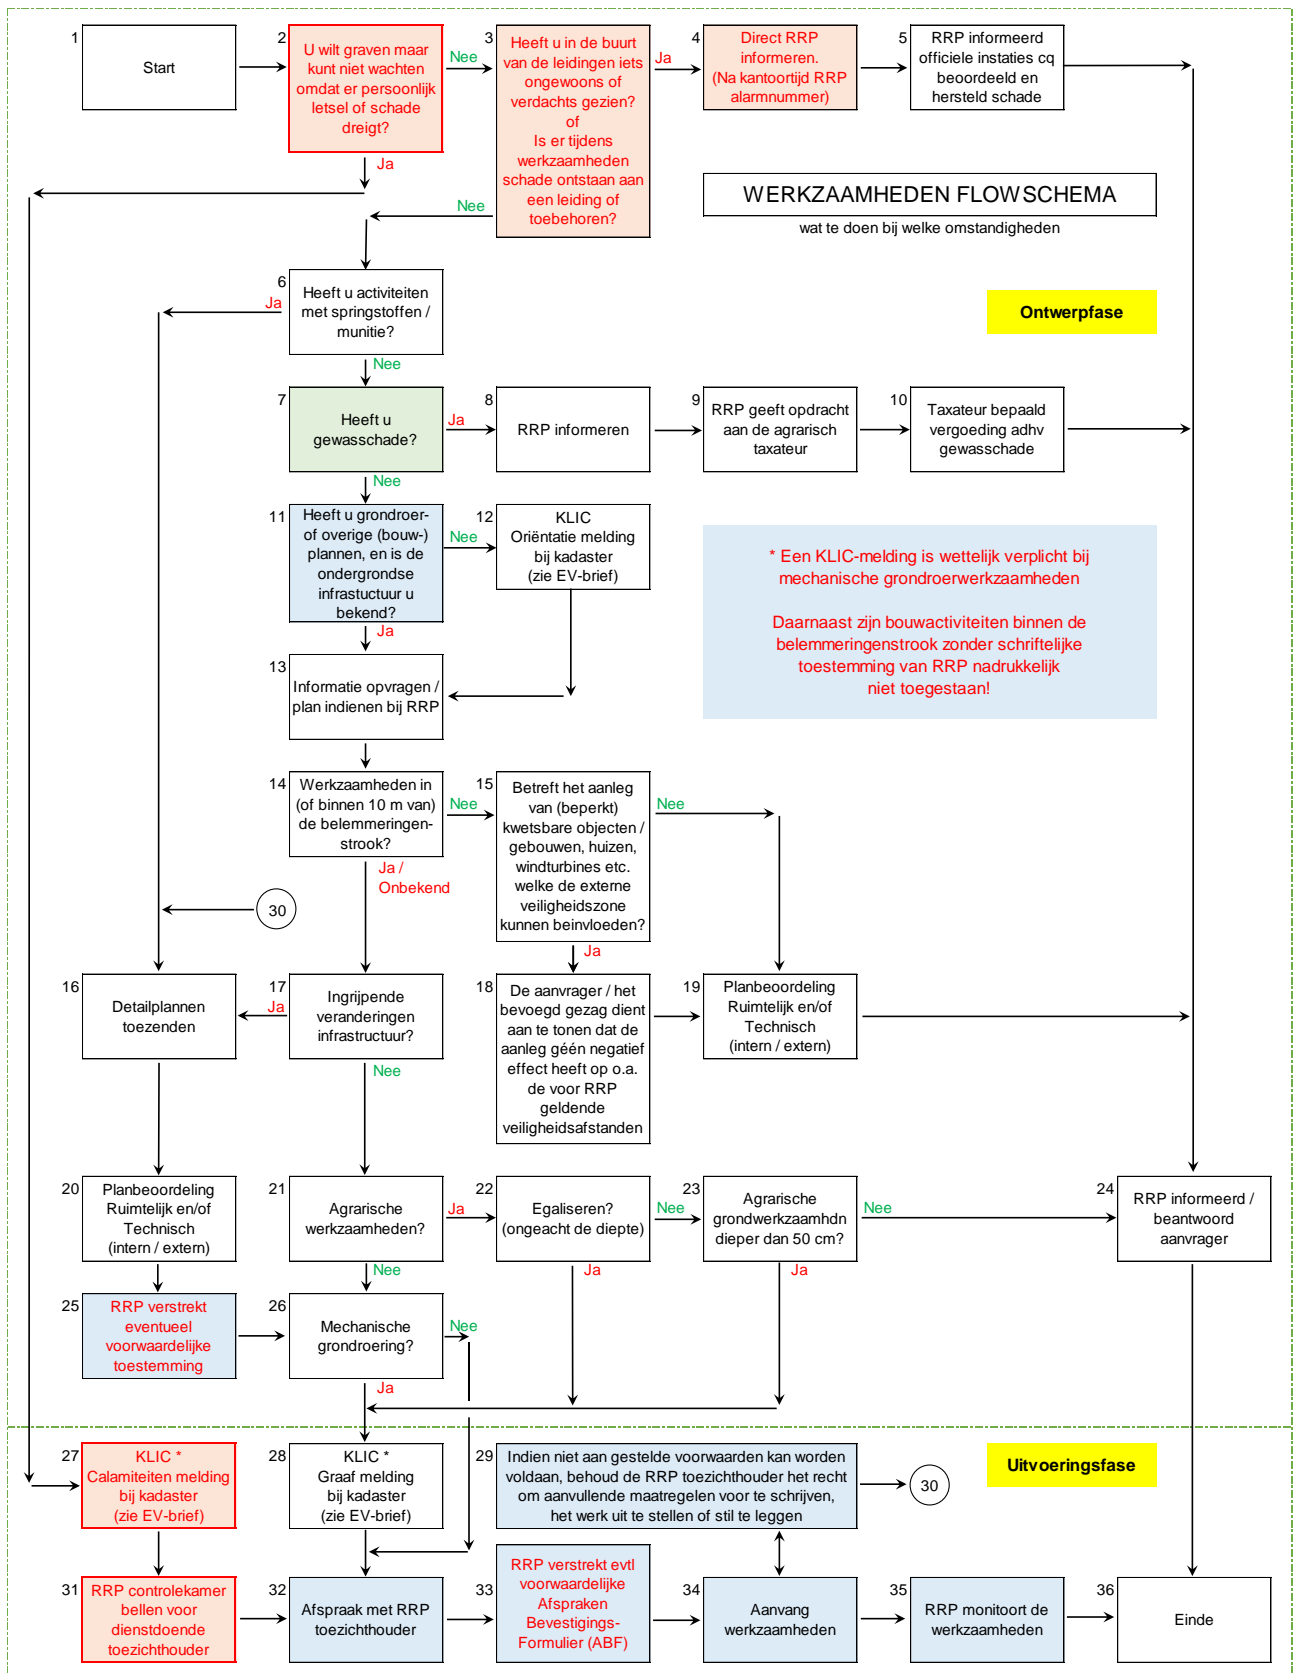 1
Start
2
U wilt graven maar
kunt niet wachten
omdat er persoonlijk
letsel of schade
dreigt?
Nee
Ja
3
Heeft u in de buurt
van de leidingen iets
ongewoons of
verdachts gezien?
of
Is er tijdens
werkzaamheden
schade ontstaan aan
een leiding of
toebehoren?
Ja
Nee
4
Direct RRP
informeren.
(Na kantoortijd RRP
alarmnummer)
5
RRP informeerd
officiele instaties cq
beoordeeld en
hersteld schade
WERKZAAMHEDEN FLOWSCHEMA
wat te doen bij welke omstandigheden
6
Heeft u activiteiten
met springstoffen /
munitie?
Ja
Nee
Ontwerpfase
7
Heeft u
gewasschade?
Ja
Nee
8
RRP informeren
9
RRP geeft opdracht
aan de agrarisch
taxateur
10
Taxateur bepaald
vergoeding adhv
gewasschade
11
Heeft u grondroer-
of overige (bouw-)
plannen, en is de
ondergrondse
infrastuctuur u
bekend?
Nee
Ja
12
KLIC
Oriëntatie melding
bij kadaster
(zie EV-brief)
* Een KLIC-melding is wettelijk verplicht bij
mechanische grondroerwerkzaamheden
Daarnaast zijn bouwactiviteiten binnen de
belemmeringenstrook zonder schriftelijke
toestemming van RRP nadrukkelijk
niet toegestaan!
13
Informatie opvragen /
plan indienen bij RRP
14
Werkzaamheden in
(of binnen 10 m van)
de belemmeringen-
strook?
Nee
Ja /
Onbekend
15
Betreft het aanleg
van (beperkt)
kwetsbare objecten /
gebouwen, huizen,
windturbines etc.
welke de externe
veiligheidszone
kunnen beinvloeden?
Nee
Ja
30
16
Detailplannen
toezenden
17
Ingrijpende
veranderingen
infrastructuur?
Ja
Nee
18
De aanvrager / het
bevoegd gezag dient
aan te tonen dat de
aanleg géén negatief
effect heeft op o.a.
de voor RRP
geldende
veiligheidsafstanden
19
Planbeoordeling
Ruimtelijk en/of
Technisch
(intern / extern)
20
Planbeoordeling
Ruimtelijk en/of
Technisch
(intern / extern)
21
Agrarische
werkzaamheden?
Ja
Nee
22
Egaliseren?
(ongeacht de diepte)
Nee
Ja
23
Agrarische
grondwerkzaamhdn
dieper dan 50 cm?
Nee
Ja
24
RRP informeerd /
beantwoord
aanvrager
25
RRP verstrekt
eventueel
voorwaardelijke
toestemming
26
Mechanische
grondroering?
Nee
Ja
27
KLIC *
Calamiteiten melding
bij kadaster
(zie EV-brief)
28
KLIC *
Graaf melding
bij kadaster
(zie EV-brief)
29
Indien niet aan gestelde voorwaarden kan worden
voldaan, behoud de RRP toezichthouder het recht
om aanvullende maatregelen voor te schrijven,
het werk uit te stellen of stil te leggen
30
Uitvoeringsfase
31
RRP controlekamer
bellen voor
dienstdoende
toezichthouder
32
Afspraak met RRP
toezichthouder
33
RRP verstrekt evtl
voorwaardelijke
Afspraken
Bevestigings-
Formulier (ABF)
34
Aanvang
werkzaamheden
35
RRP monitoort de
werkzaamheden
36
Einde